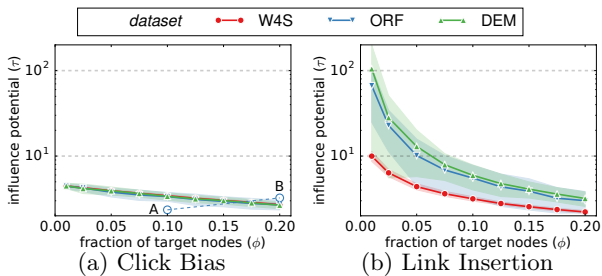 dataset W4S ORF DEM
influence potential (τ)
10²
10¹
A
B
0.00 0.05 0.10 0.15 0.20
fraction of target nodes (ϕ)
(a) Click Bias
influence potential (τ)
10²
10¹
0.00 0.05 0.10 0.15 0.20
fraction of target nodes (ϕ)
(b) Link Insertion